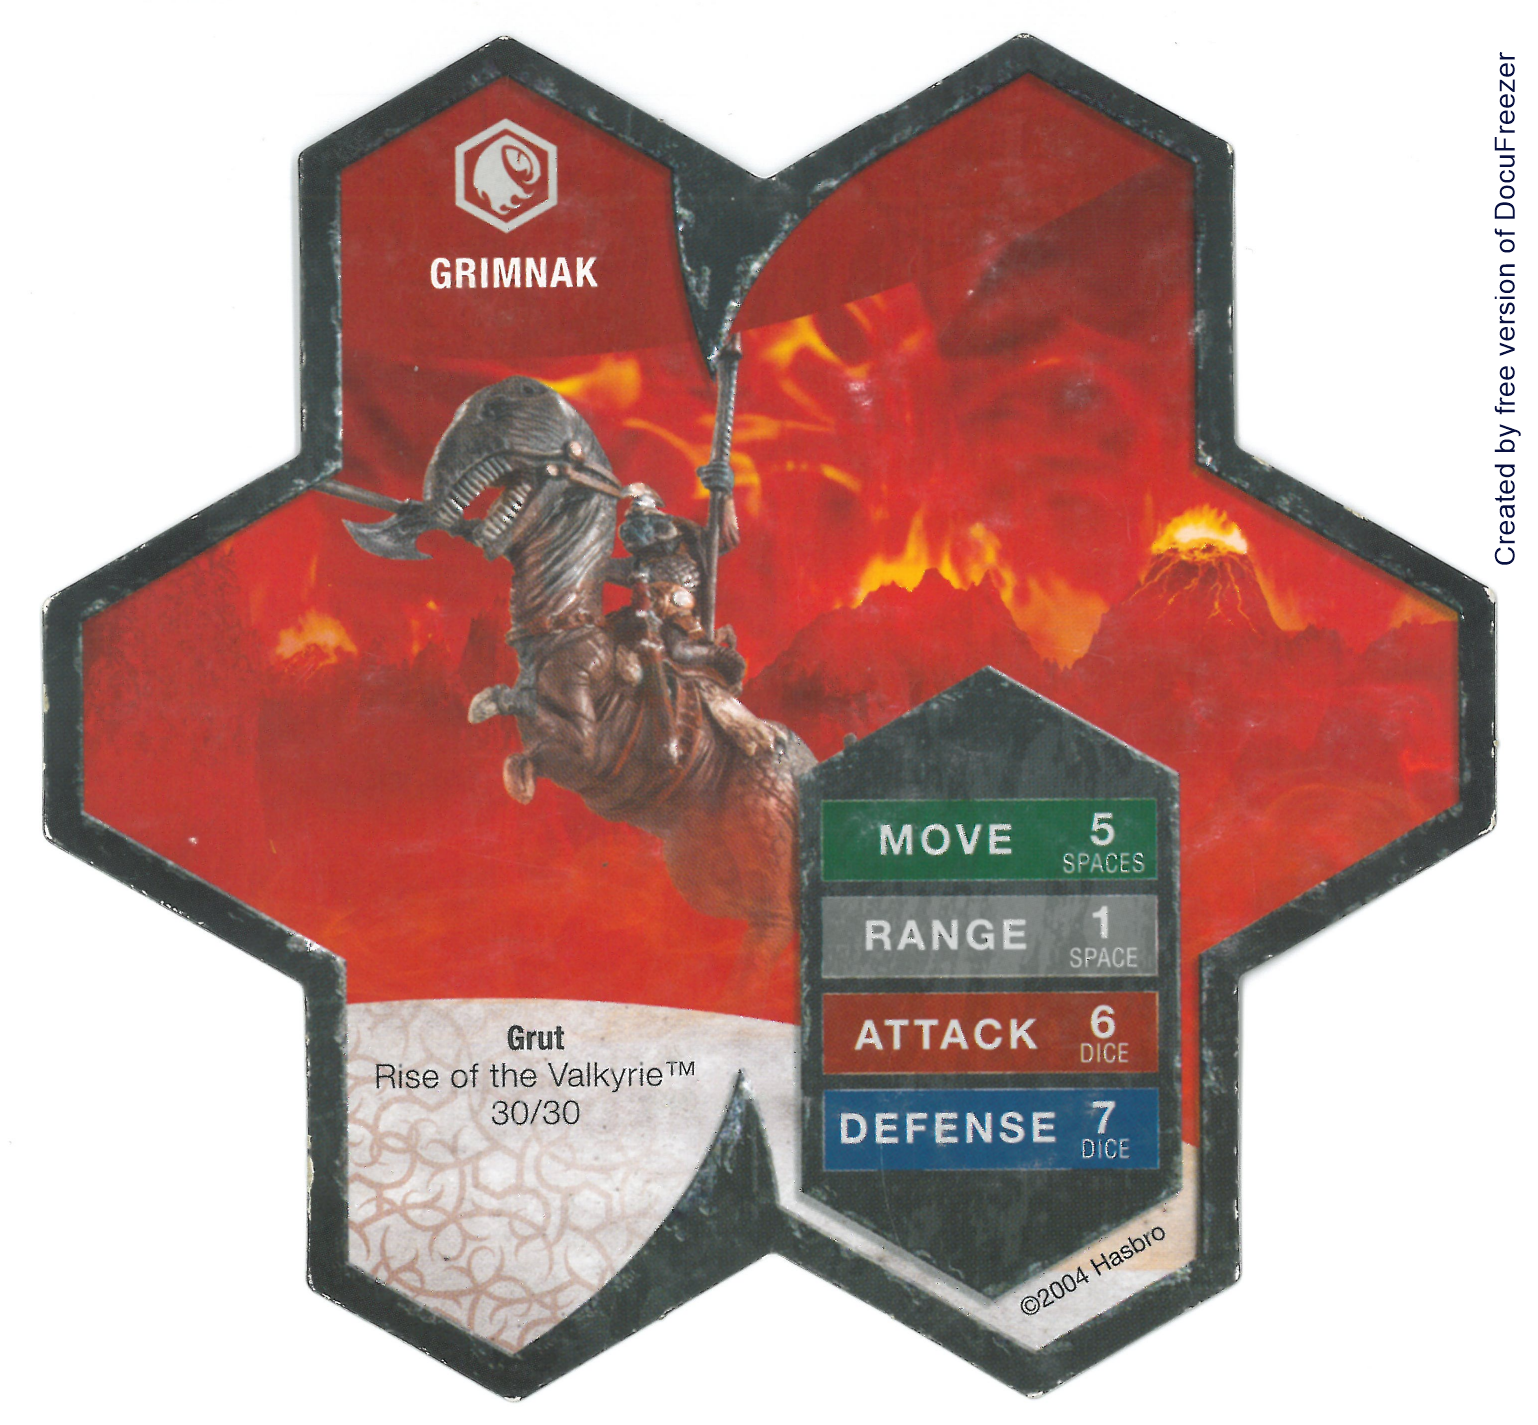 GRIMNAK
MOVE 5 SPACES
RANGE 1 SPACE
ATTACK 6 DICE
DEFENSE 7 DICE
Grut
Rise of the Valkyrie™
30/30
©2004 Hasbro
Created by free version of DocuFreezer